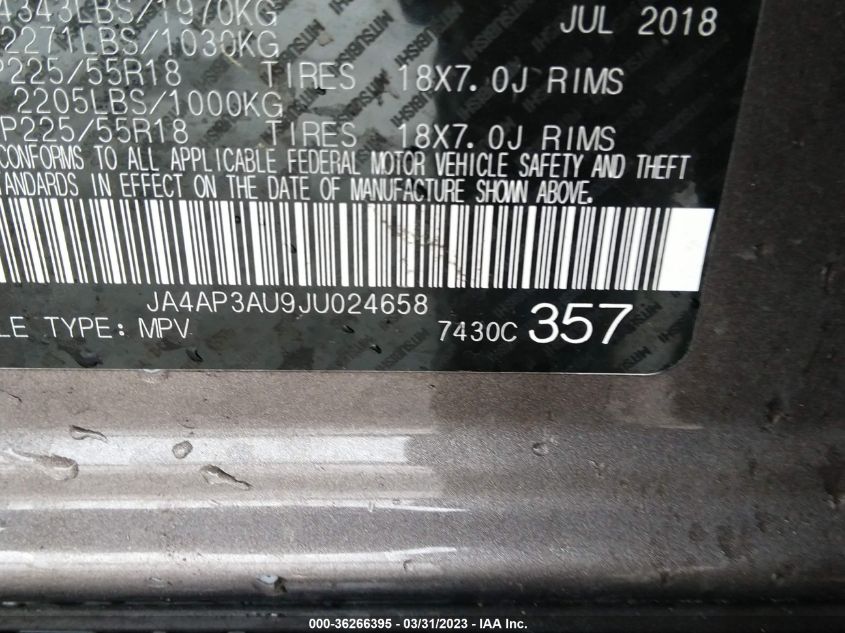 4343LBS/1970KG JUL 2018
2271LBS/1030KG
P225/55R18 TIRES 18X7.0J RIMS
2205LBS/1000KG
P225/55R18 TIRES 18X7.0J RIMS
CONFORMS TO ALL APPLICABLE FEDERAL MOTOR VEHICLE SAFETY AND THEFT
STANDARDS IN EFFECT ON THE DATE OF MANUFACTURE SHOWN ABOVE.
JA4AP3AU9JU024658
LE TYPE: MPV 7430C 357
MITSUBISHI
000-36266395 - 03/31/2023 - IAA Inc.